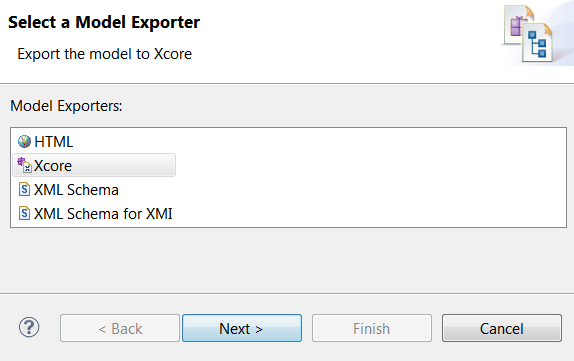 Select a Model Exporter
Export the model to Xcore
Model Exporters:
HTML
Xcore
XML Schema
XML Schema for XMI
? < Back Next > Finish Cancel